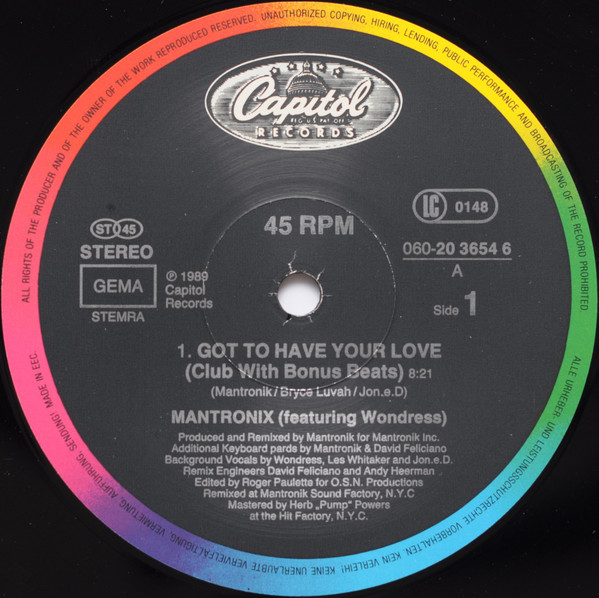 ALL RIGHTS OF THE PRODUCER AND OF THE OWNER OF THE WORK REPRODUCED RESERVED. UNAUTHORIZED COPYING, HIRING, LENDING, PUBLIC PERFORMANCE AND BROADCASTING OF THE RECORD PROHIBITED.
Capitol
REG. U.S. PAT. OFF.
RECORDS
45 RPM
LC 0148
ST 45
STEREO
GEMA
STEMRA
℗ 1989
Capitol
Records
060-20 3654 6
A
Side 1
1. GOT TO HAVE YOUR LOVE
(Club With Bonus Beats) 8:21
(Mantronik/Bryce Luvah/Jon.e.D)
MANTRONIX (featuring Wondress)
Produced and Remixed by Mantronik for Mantronik Inc.
Additional Keyboard pards by Mantronik & David Feliciano
Background Vocals by Wondress, Les Whitaker and Jon.e.D.
Remix Engineers David Feliciano and Andy Heerman
Edited by Roger Paulette for O.S.N. Productions
Remixed at Mantronik Sound Factory, N.Y.C
Mastered by Herb „Pump“ Powers
at the Hit Factory, N.Y.C.
ALLE URHEBER- UND LEISTUNGSSCHUTZRECHTE VORBEHALTEN. KEIN VERLEIH! KEINE UNERLAUBTE VERVIELFÄLTIGUNG, VERMIETUNG, AUFFÜHRUNG, SENDUNG! MADE IN EEC.